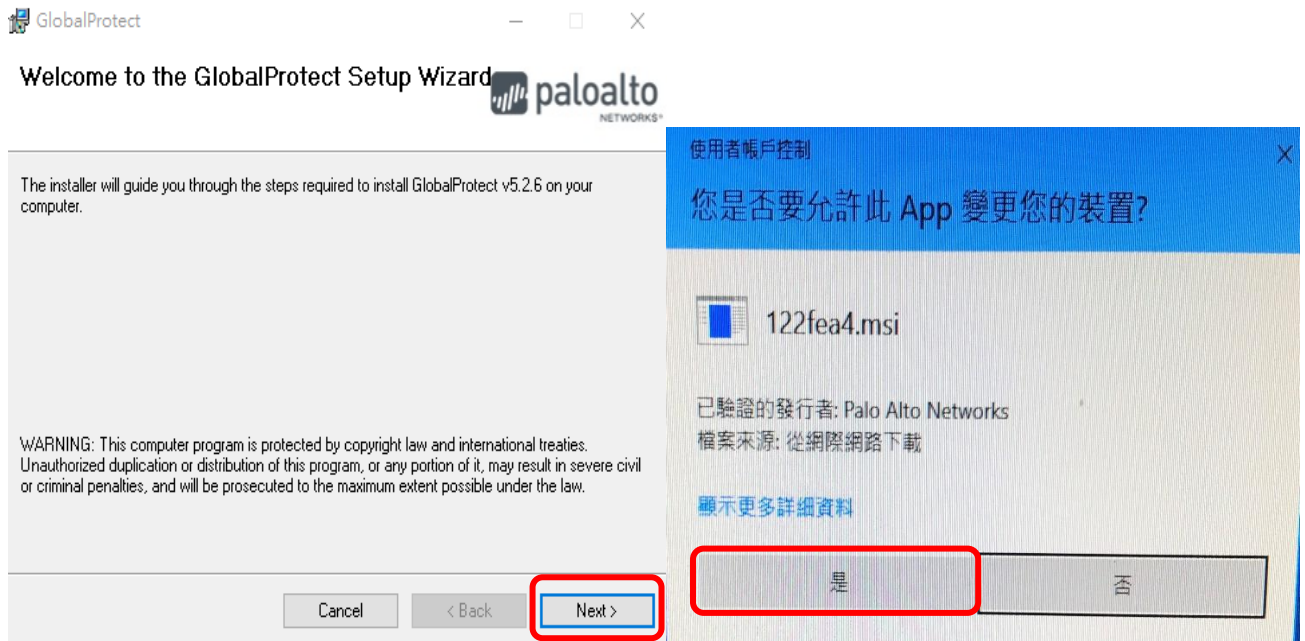 GlobalProtect
Welcome to the GlobalProtect Setup Wizard
paloalto
NETWORKS®
The installer will guide you through the steps required to install GlobalProtect v5.2.6 on your
computer.
WARNING: This computer program is protected by copyright law and international treaties.
Unauthorized duplication or distribution of this program, or any portion of it, may result in severe civil
or criminal penalties, and will be prosecuted to the maximum extent possible under the law.
Cancel
< Back
Next >
使用者帳戶控制
您是否要允許此 App 變更您的裝置?
122fea4.msi
已驗證的發行者: Palo Alto Networks
檔案來源: 從網際網路下載
顯示更多詳細資料
是
否